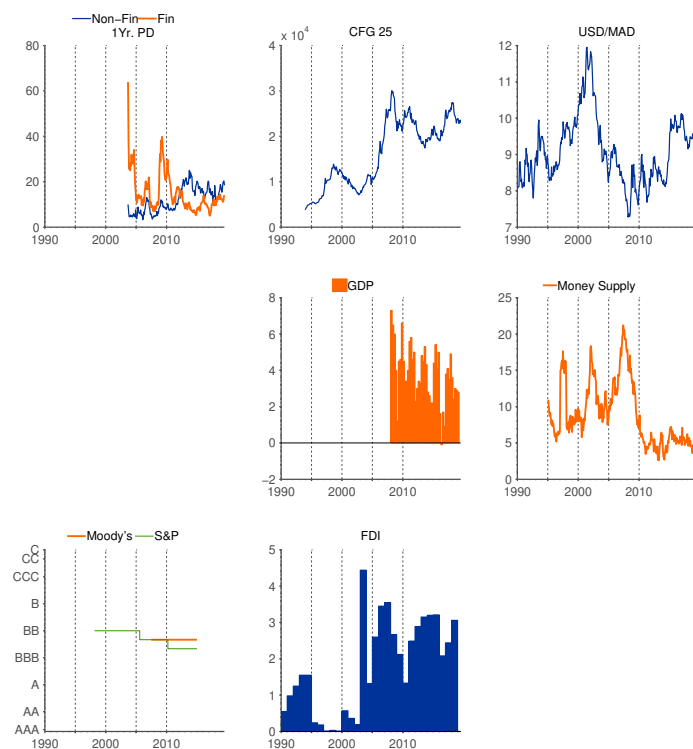 Non−Fin Fin
1Yr. PD
80
60
40
20
0
1990 2000 2010
CFG 25
x 10^4
4
3
2
1
0
1990 2000 2010
USD/MAD
12
11
10
9
8
7
1990 2000 2010
GDP
8
6
4
2
0
−2
1990 2000 2010
Money Supply
25
20
15
10
5
0
1990 2000 2010
Moody's S&P
C
CC
CCC
B
BB
BBB
A
AA
AAA
1990 2000 2010
FDI
5
4
3
2
1
0
1990 2000 2010